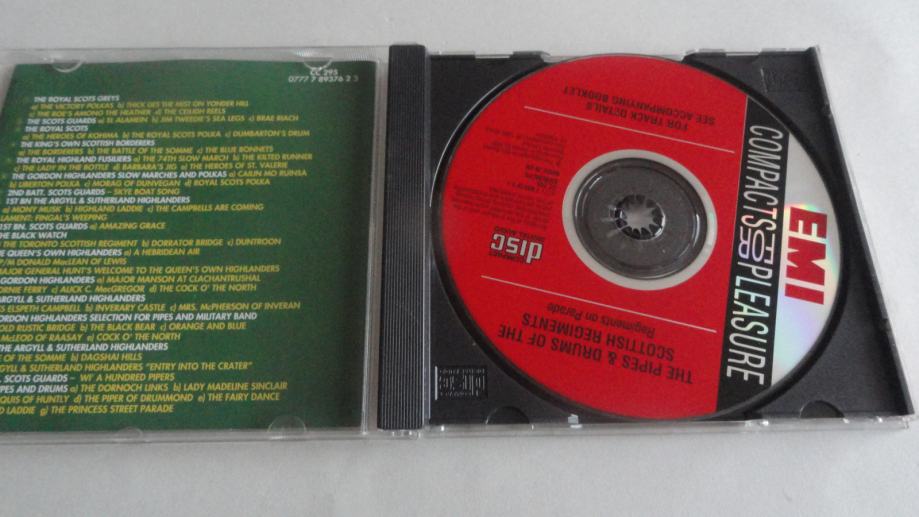 CC 295
0777 7 89376 2 3
THE ROYAL SCOTS GREYS
a) THE VICTORY POLKAS b) THICK LIES THE MIST ON YONDER HILL
c) THE ROE'S AMONG THE HEATHER d) THE CEILIGH REELS
THE SCOTS GUARDS a) EL ALAMEIN b) JIM TWEEDIE'S SEA LEGS c) BRAE RIACH
THE ROYAL SCOTS
a) THE HEROES OF KOHIMA b) THE ROYAL SCOTS POLKA c) DUMBARTON'S DRUM
THE KING'S OWN SCOTTISH BORDERERS
a) THE BORDERERS b) THE BATTLE OF THE SOMME c) THE BLUE BONNETS
THE ROYAL HIGHLAND FUSILIERS a) THE 74TH SLOW MARCH b) THE KILTED RUNNER
c) THE LADY IN THE BOTTLE d) BARBARA'S JIG e) THE HEROES OF ST. VALERIE
THE GORDON HIGHLANDERS SLOW MARCHES AND POLKAS a) CAILIN MO RUINSA
b) LIBERTON POLKA c) MORAG OF DUNVEGAN d) ROYAL SCOTS POLKA
2ND BATT. SCOTS GUARDS – SKYE BOAT SONG
1ST BN THE ARGYLL & SUTHERLAND HIGHLANDERS
a) MONY MUSK b) HIGHLAND LADDIE c) THE CAMPBELLS ARE COMING
LAMENT; FINGAL'S WEEPING
1ST BN. SCOTS GUARDS a) AMAZING GRACE
THE BLACK WATCH
THE TORONTO SCOTTISH REGIMENT b) DORRATOR BRIDGE c) DUNTROON
QUEEN'S OWN HIGHLANDERS a) A HEBRIDEAN AIR
P/M DONALD MacLEAN OF LEWIS
MAJOR GENERAL HUNT'S WELCOME TO THE QUEEN'S OWN HIGHLANDERS
GORDON HIGHLANDERS a) MAJOR MANSON AT CLACHANTRUSHAL
FERRY c) ALICK C. MacGREGOR d) THE COCK O' THE NORTH
ARGYLL & SUTHERLAND HIGHLANDERS
ELSPETH CAMPBELL b) INVERARY CASTLE c) MRS. McPHERSON OF INVERAN
GORDON HIGHLANDERS SELECTION FOR PIPES AND MILITARY BAND
OLD RUSTIC BRIDGE b) THE BLACK BEAR c) ORANGE AND BLUE
McLEOD OF RAASAY e) COCK O' THE NORTH
THE ARGYLL & SUTHERLAND HIGHLANDERS
OF THE SOMME b) DAGSHAI HILLS
& SUTHERLAND HIGHLANDERS "ENTRY INTO THE CRATER"
SCOTS GUARDS – WI' A HUNDRED PIPERS
PIPES AND DRUMS a) THE DORNOCH LINKS b) LADY MADELINE SINCLAIR
OF HUNTLY d) THE PIPER OF DRUMMOND e) THE FAIRY DANCE
LADDIE g) THE PRINCESS STREET PARADE
EMI
COMPACTS FOR PLEASURE
THE PIPES & DRUMS OF THE
SCOTTISH REGIMENTS
Regiments on Parade
COMPACT
disc
DIGITAL AUDIO
FOR TRACK DETAILS
SEE ACCOMPANYING BOOKLET
COMPACT
disc
DIGITAL AUDIO